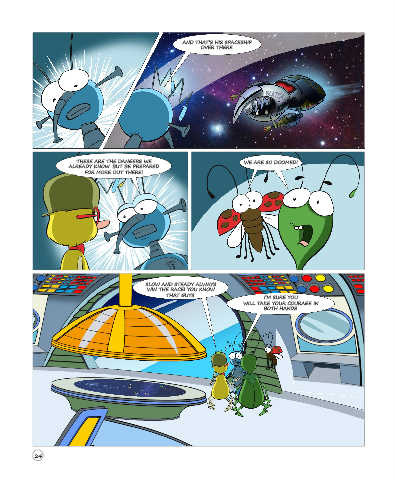 AND THAT'S HIS SPACESHIP
OVER THERE
THESE ARE THE DANGERS WE
ALREADY KNOW, BUT BE PREPARED
FOR MORE OUT THERE!
WE ARE SO DOOMED!
SLOW AND STEADY ALWAYS
WIN THE RACE! YOU KNOW
THAT GUYS
I'M SURE YOU
WILL TAKE YOUR COURAGE IN
BOTH HANDS
24